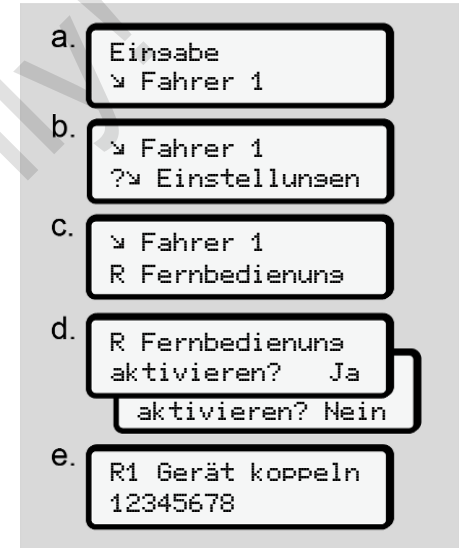 a.
Eingabe
↘ Fahrer 1
b.
↘ Fahrer 1
?↘ Einstellungen
c.
↘ Fahrer 1
R Fernbedienung
d.
R Fernbedienung
aktivieren? Ja
aktivieren? Nein
e.
R1 Gerät koppeln
12345678